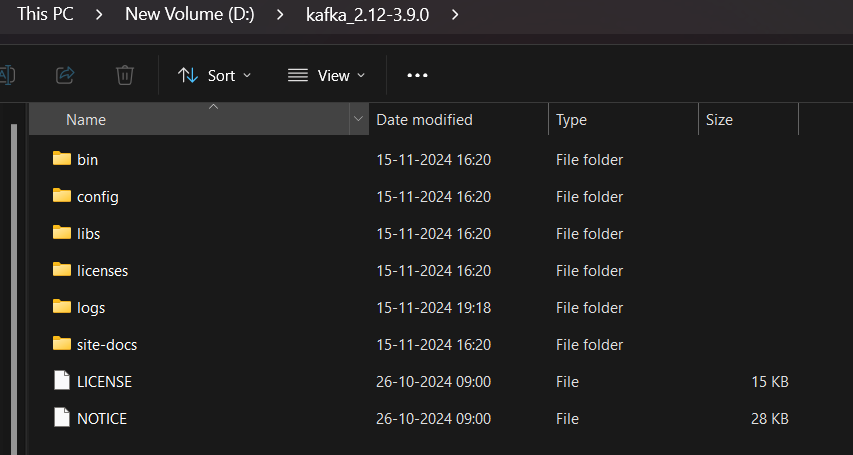 This PC > New Volume (D:) > kafka_2.12-3.9.0 >
Sort View •••
Name Date modified Type Size
bin 15-11-2024 16:20 File folder
config 15-11-2024 16:20 File folder
libs 15-11-2024 16:20 File folder
licenses 15-11-2024 16:20 File folder
logs 15-11-2024 19:18 File folder
site-docs 15-11-2024 16:20 File folder
LICENSE 26-10-2024 09:00 File 15 KB
NOTICE 26-10-2024 09:00 File 28 KB